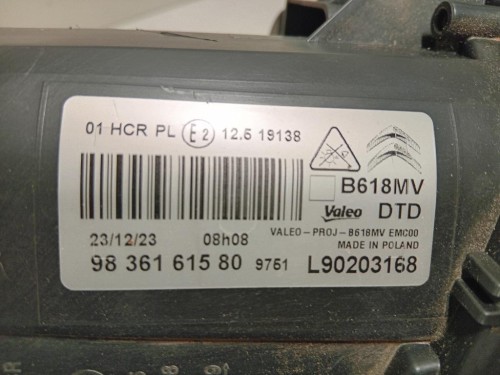 01 HCR PL E2 12.5 19138
B618MV
Valeo DTD
23/12/23 08h08 VALEO-PROJ-B618MV EMC00
MADE IN POLAND
98 361 615 80 9751 L90203168